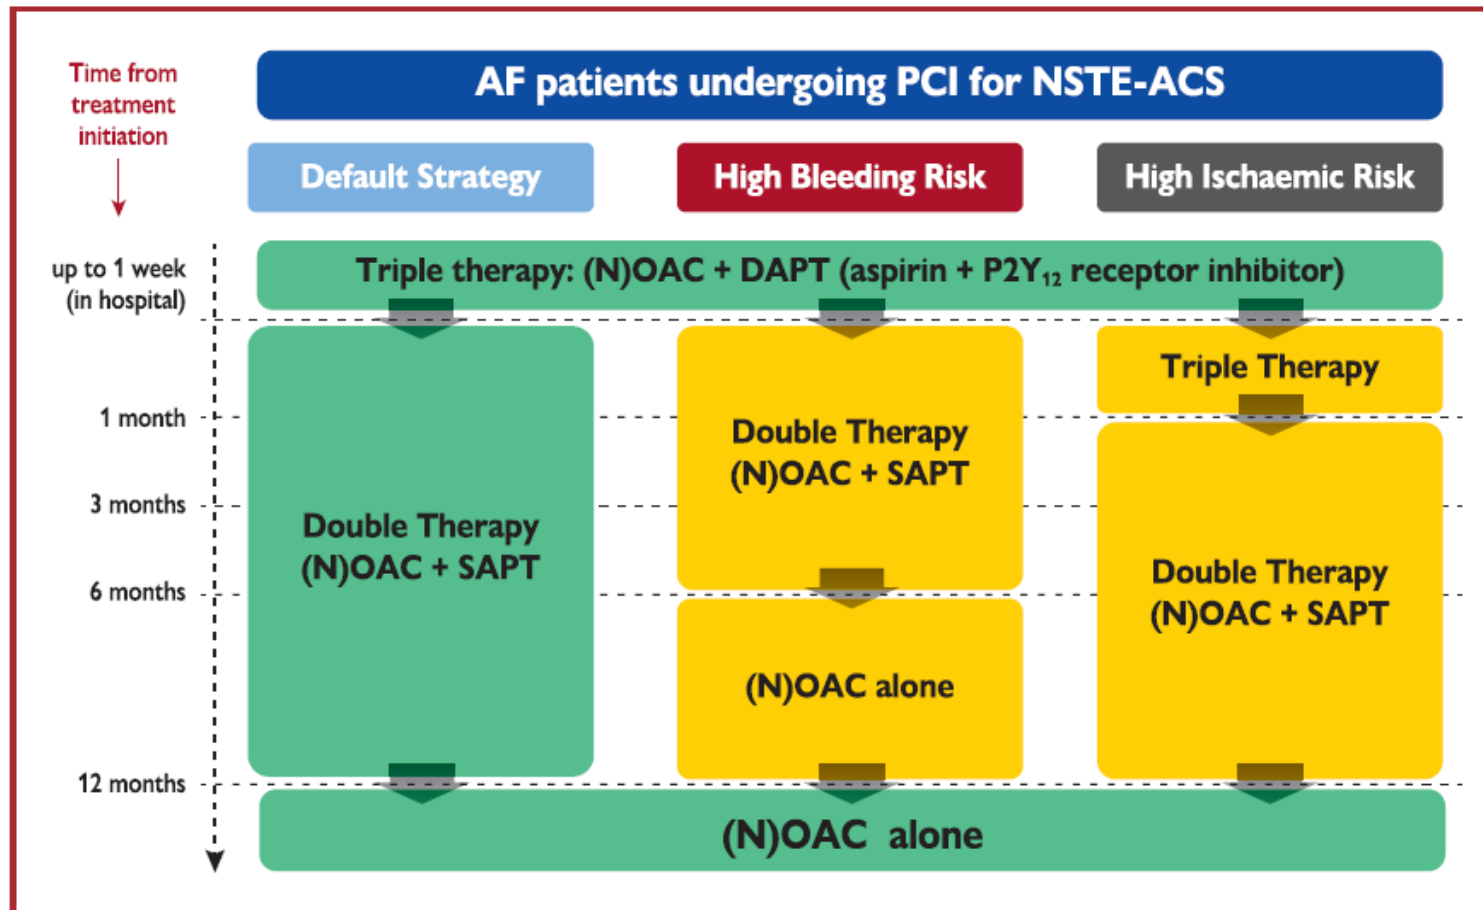 Time from
treatment
initiation
AF patients undergoing PCI for NSTE-ACS
Default Strategy
High Bleeding Risk
High Ischaemic Risk
up to 1 week
(in hospital)
Triple therapy: (N)OAC + DAPT (aspirin + P2Y₁₂ receptor inhibitor)
Triple Therapy
1 month
Double Therapy
(N)OAC + SAPT
3 months
Double Therapy
(N)OAC + SAPT
Double Therapy
(N)OAC + SAPT
6 months
(N)OAC alone
12 months
(N)OAC alone